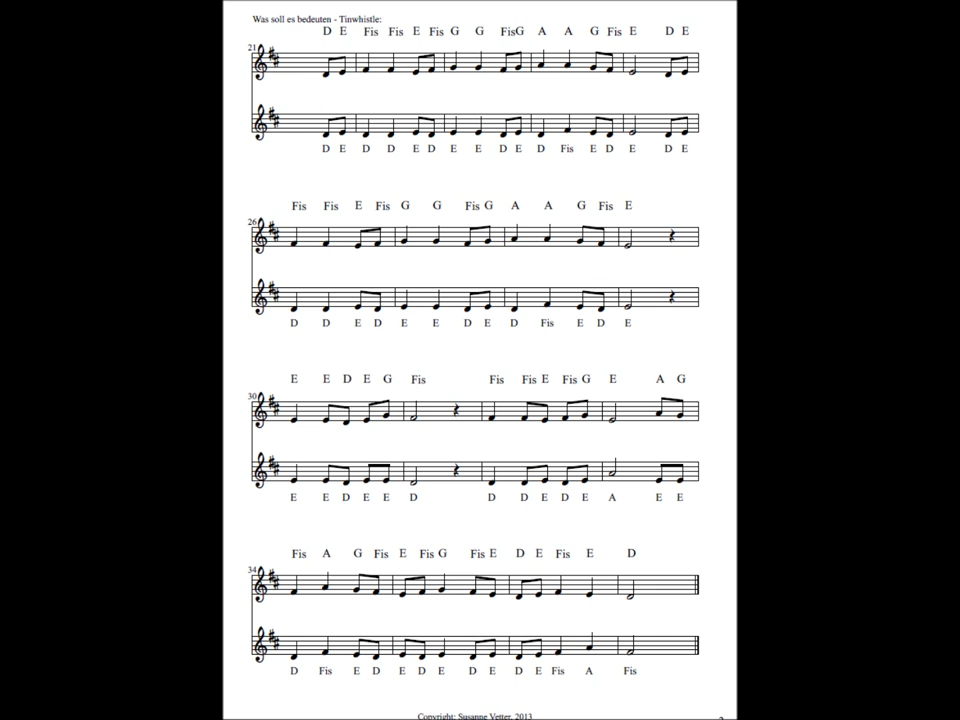 Was soll es bedeuten - Tinwhistle:
D E Fis Fis E Fis G G FisG A A G Fis E D E
21
D E D D E D E E D E D Fis E D E D E
Fis Fis E Fis G G Fis G A A G Fis E
26
D D E D E E D E D Fis E D E
E E D E G Fis Fis Fis E Fis G E A G
30
E E D E E D D D E D E A E E
Fis A G Fis E Fis G Fis E D E Fis E D
34
D Fis E D E D E D E D E Fis A Fis
Copyright: Susanne Vetter, 2013